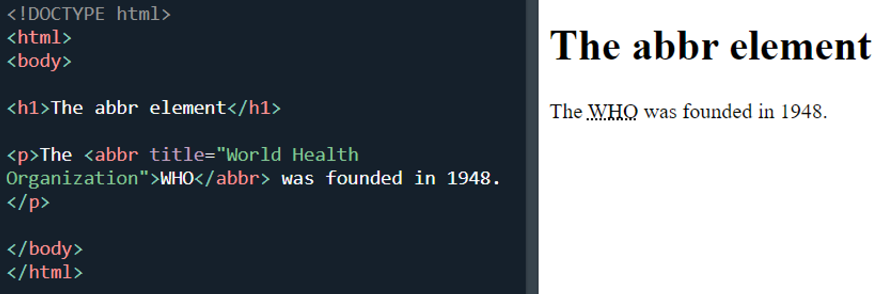 <!DOCTYPE html>
<html>
<body>
<h1>The abbr element</h1>
<p>The <abbr title="World Health
Organization">WHO</abbr> was founded in 1948.
</p>
</body>
</html>
The abbr element
The WHO was founded in 1948.